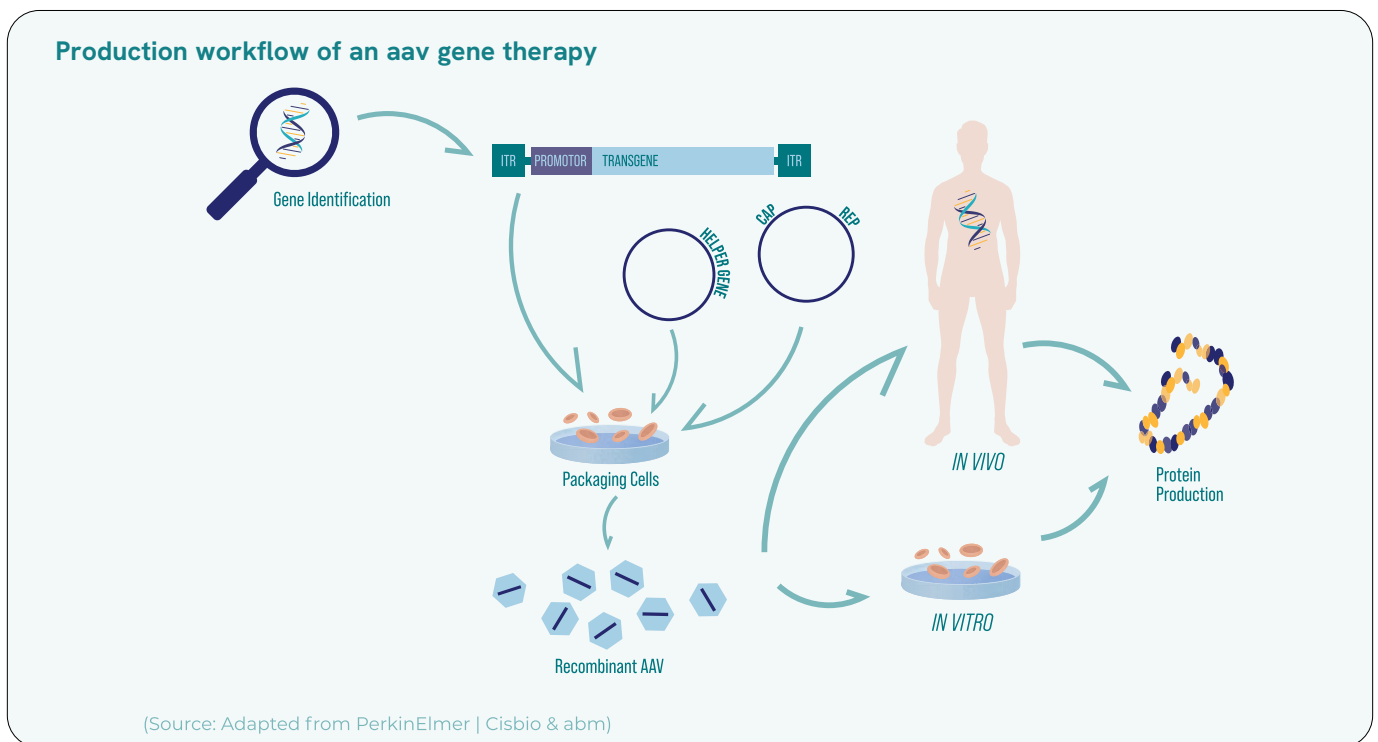 Production workflow of an aav gene therapy
Gene Identification
ITR
PROMOTOR
TRANSGENE
ITR
HELPER GENE
CAP
REP
Packaging Cells
Recombinant AAV
IN VIVO
IN VITRO
Protein
Production
(Source: Adapted from PerkinElmer | Cisbio & abm)